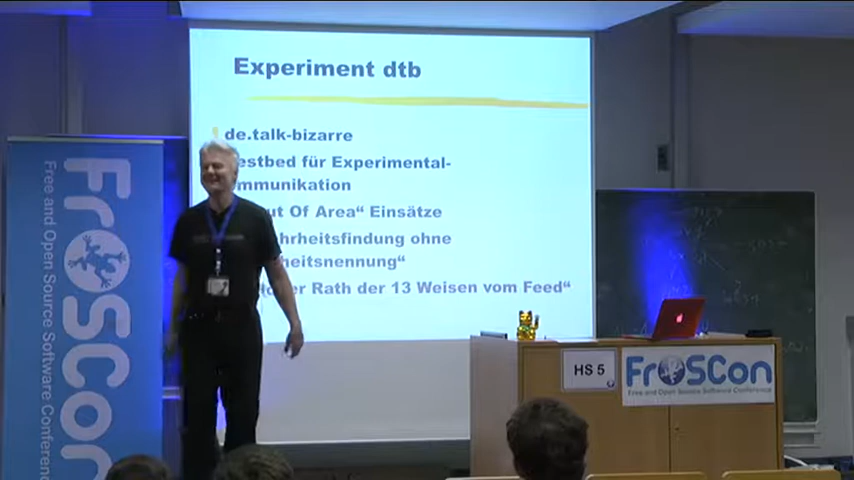 Experiment dtb
de.talk-bizarre
estbed für Experimental-
mmunikation
ut Of Area" Einsätze
hrheitsfindung ohne
heitsnennung"
Rath der 13 Weisen vom Feed"
FrOSCon
Free and Open Source Software Conference
HS 5
FrOSCon
Free and Open Source Software Conference